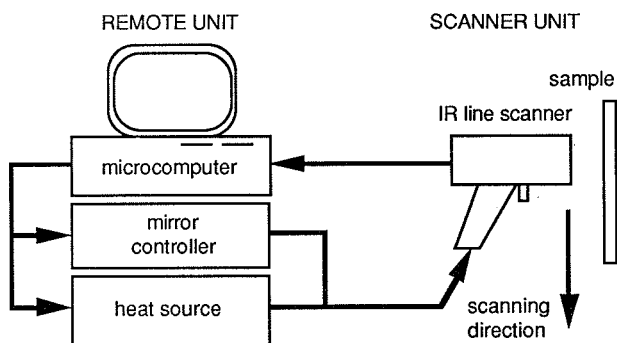 REMOTE UNIT
SCANNER UNIT
sample
IR line scanner
microcomputer
mirror
controller
heat source
scanning
direction